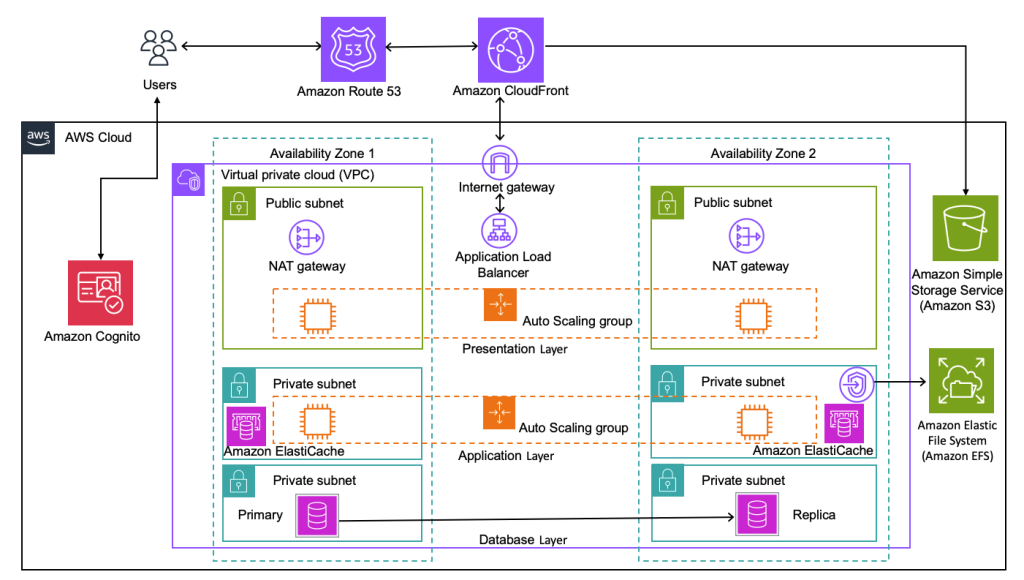 53
Users
Amazon Route 53
Amazon CloudFront
aws
AWS Cloud
Availability Zone 1
Availability Zone 2
Virtual private cloud (VPC)
Internet gateway
Public subnet
Public subnet
NAT gateway
Application Load
Balancer
NAT gateway
Auto Scaling group
Presentation Layer
Amazon Cognito
Amazon Simple
Storage Service
(Amazon S3)
Private subnet
Private subnet
Auto Scaling group
Amazon ElastiCache
Amazon ElastiCache
Application Layer
Amazon Elastic
File System
(Amazon EFS)
Private subnet
Private subnet
Primary
Replica
Database Layer